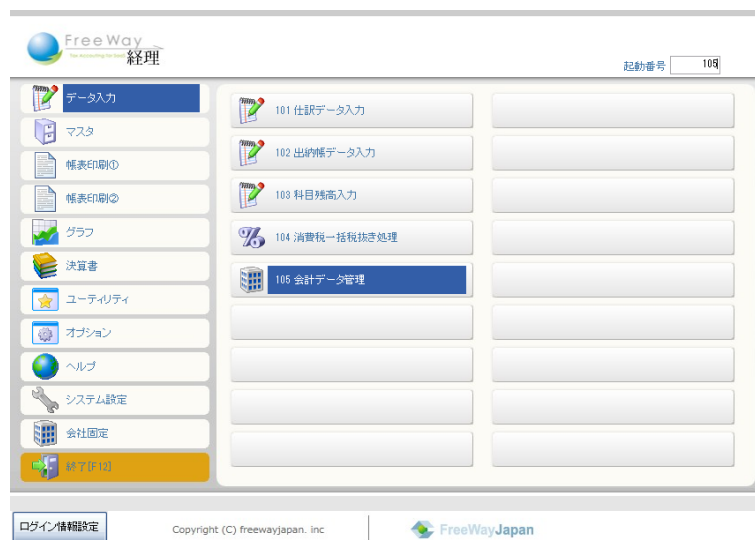 FreeWay
経理
起動番号 105
データ入力
マスタ
帳表印刷①
帳表印刷②
グラフ
決算書
ユーティリティ
オプション
ヘルプ
システム設定
会社固定
終了[F12]
101 仕訳データ入力
102 出納帳データ入力
103 科目残高入力
104 消費税一括税抜き処理
105 会計データ管理
ログイン情報設定
Copyright (C) freewayjapan. inc
FreeWayJapan